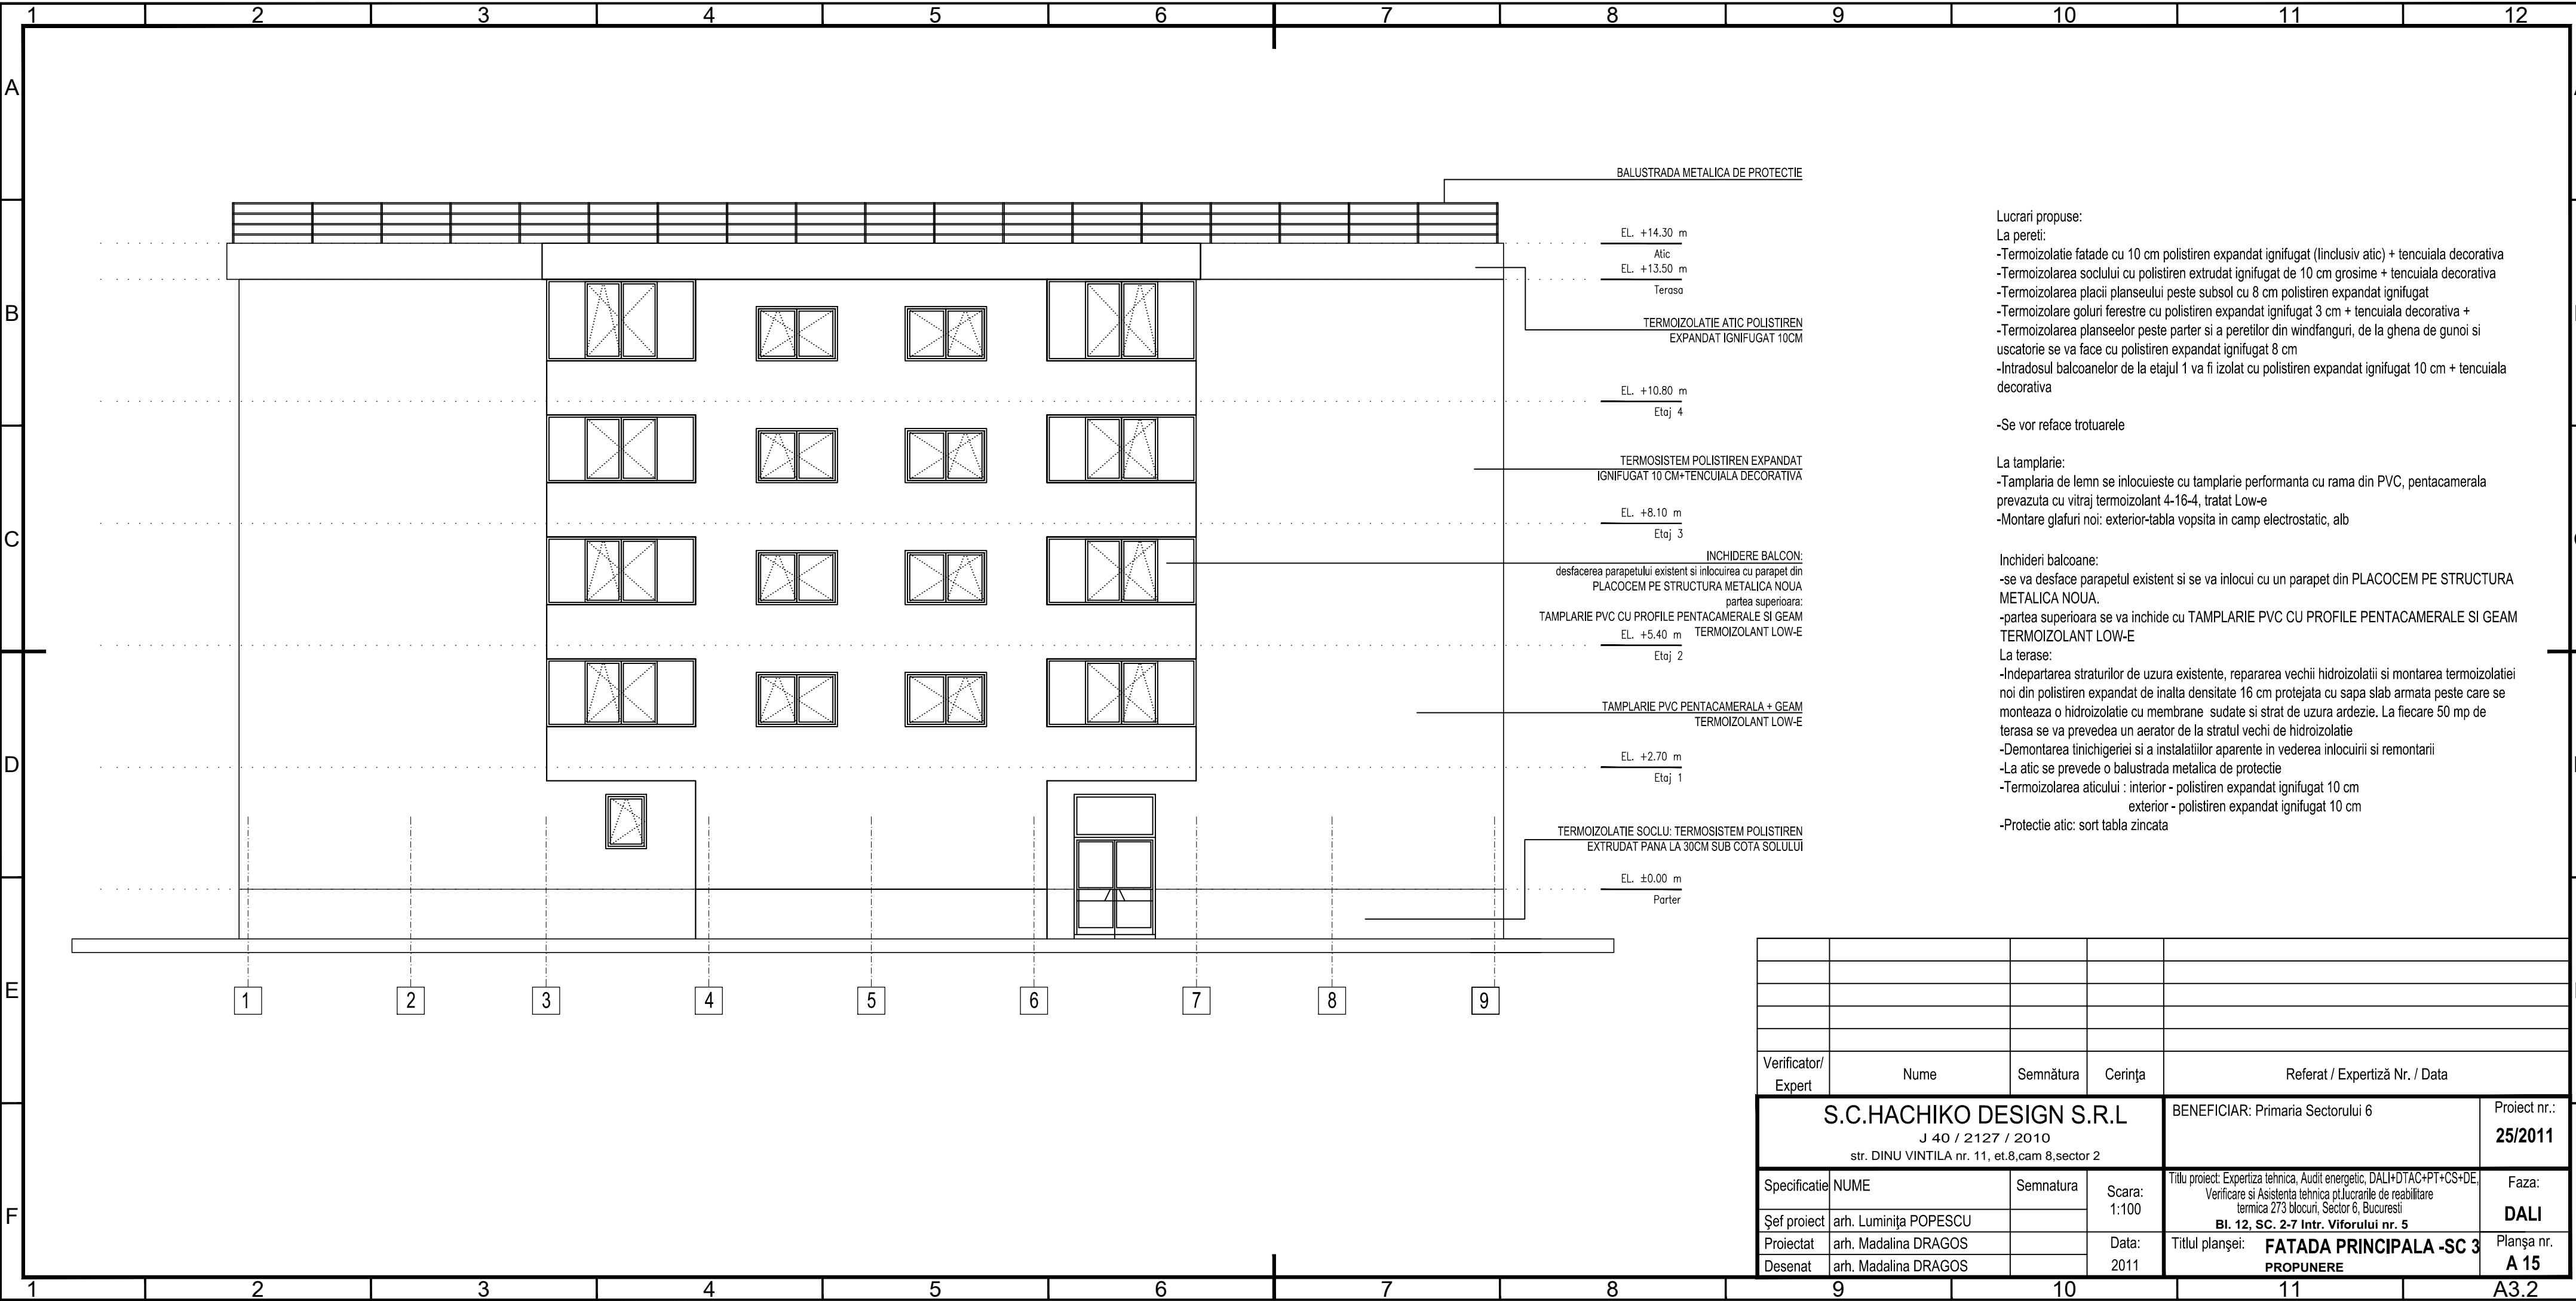 1 2 3 4 5 6 7 8 9 10 11 12
A
B
C
D
E
F
BALUSTRADA METALICA DE PROTECTIE
EL. +14.30 m
Atic
EL. +13.50 m
Terasa
TERMOIZOLATIE ATIC POLISTIREN
EXPANDAT IGNIFUGAT 10CM
EL. +10.80 m
Etaj 4
TERMOSISTEM POLISTIREN EXPANDAT
IGNIFUGAT 10 CM+TENCUIALA DECORATIVA
EL. +8.10 m
Etaj 3
INCHIDERE BALCON:
desfacerea parapetului existent si inlocuirea cu parapet din
PLACOCEM PE STRUCTURA METALICA NOUA
partea superioara:
TAMPLARIE PVC CU PROFILE PENTACAMERALE SI GEAM
TERMOIZOLANT LOW-E
EL. +5.40 m
Etaj 2
TAMPLARIE PVC PENTACAMERALA + GEAM
TERMOIZOLANT LOW-E
EL. +2.70 m
Etaj 1
TERMOIZOLATIE SOCLU: TERMOSISTEM POLISTIREN
EXTRUDAT PANA LA 30CM SUB COTA SOLULUI
EL. ±0.00 m
Parter
1 2 3 4 5 6 7 8 9
Lucrari propuse:
La pereti:
-Termoizolatie fatade cu 10 cm polistiren expandat ignifugat (Iinclusiv atic) + tencuiala decorativa
-Termoizolarea soclului cu polistiren extrudat ignifugat de 10 cm grosime + tencuiala decorativa
-Termoizolarea placii planseului peste subsol cu 8 cm polistiren expandat ignifugat
-Termoizolare goluri ferestre cu polistiren expandat ignifugat 3 cm + tencuiala decorativa +
-Termoizolarea planseelor peste parter si a peretilor din windfanguri, de la ghena de gunoi si
uscatorie se va face cu polistiren expandat ignifugat 8 cm
-Intradosul balcoanelor de la etajul 1 va fi izolat cu polistiren expandat ignifugat 10 cm + tencuiala
decorativa
-Se vor reface trotuarele
La tamplarie:
-Tamplaria de lemn se inlocuieste cu tamplarie performanta cu rama din PVC, pentacamerala
prevazuta cu vitraj termoizolant 4-16-4, tratat Low-e
-Montare glafuri noi: exterior-tabla vopsita in camp electrostatic, alb
Inchideri balcoane:
-se va desface parapetul existent si se va inlocui cu un parapet din PLACOCEM PE STRUCTURA
METALICA NOUA.
-partea superioara se va inchide cu TAMPLARIE PVC CU PROFILE PENTACAMERALE SI GEAM
TERMOIZOLANT LOW-E
La terase:
-Indepartarea straturilor de uzura existente, repararea vechii hidroizolatii si montarea termoizolatiei
noi din polistiren expandat de inalta densitate 16 cm protejata cu sapa slab armata peste care se
monteaza o hidroizolatie cu membrane sudate si strat de uzura ardezie. La fiecare 50 mp de
terasa se va prevedea un aerator de la stratul vechi de hidroizolatie
-Demontarea tinichigeriei si a instalatiilor aparente in vederea inlocuirii si remontarii
-La atic se prevede o balustrada metalica de protectie
-Termoizolarea aticului : interior - polistiren expandat ignifugat 10 cm
exterior - polistiren expandat ignifugat 10 cm
-Protectie atic: sort tabla zincata
Verificator/
Expert
Nume
Semnătura
Cerinţa
Referat / Expertiză Nr. / Data
S.C.HACHIKO DESIGN S.R.L
J 40 / 2127 / 2010
str. DINU VINTILA nr. 11, et.8,cam 8,sector 2
BENEFICIAR: Primaria Sectorului 6
Proiect nr.:
25/2011
Specificatie NUME Semnatura
Scara:
1:100
Titlu proiect: Expertiza tehnica, Audit energetic, DALI+DTAC+PT+CS+DE,
Verificare si Asistenta tehnica pt.lucrarile de reabilitare
termica 273 blocuri, Sector 6, Bucuresti
Bl. 12, SC. 2-7 Intr. Viforului nr. 5
Faza:
DALI
Şef proiect arh. Luminiţa POPESCU
Proiectat arh. Madalina DRAGOS
Desenat arh. Madalina DRAGOS
Data:
2011
Titlul planşei: FATADA PRINCIPALA -SC 3
PROPUNERE
Planşa nr.
A 15
1 2 3 4 5 6 7 8 9 10 11 A3.2